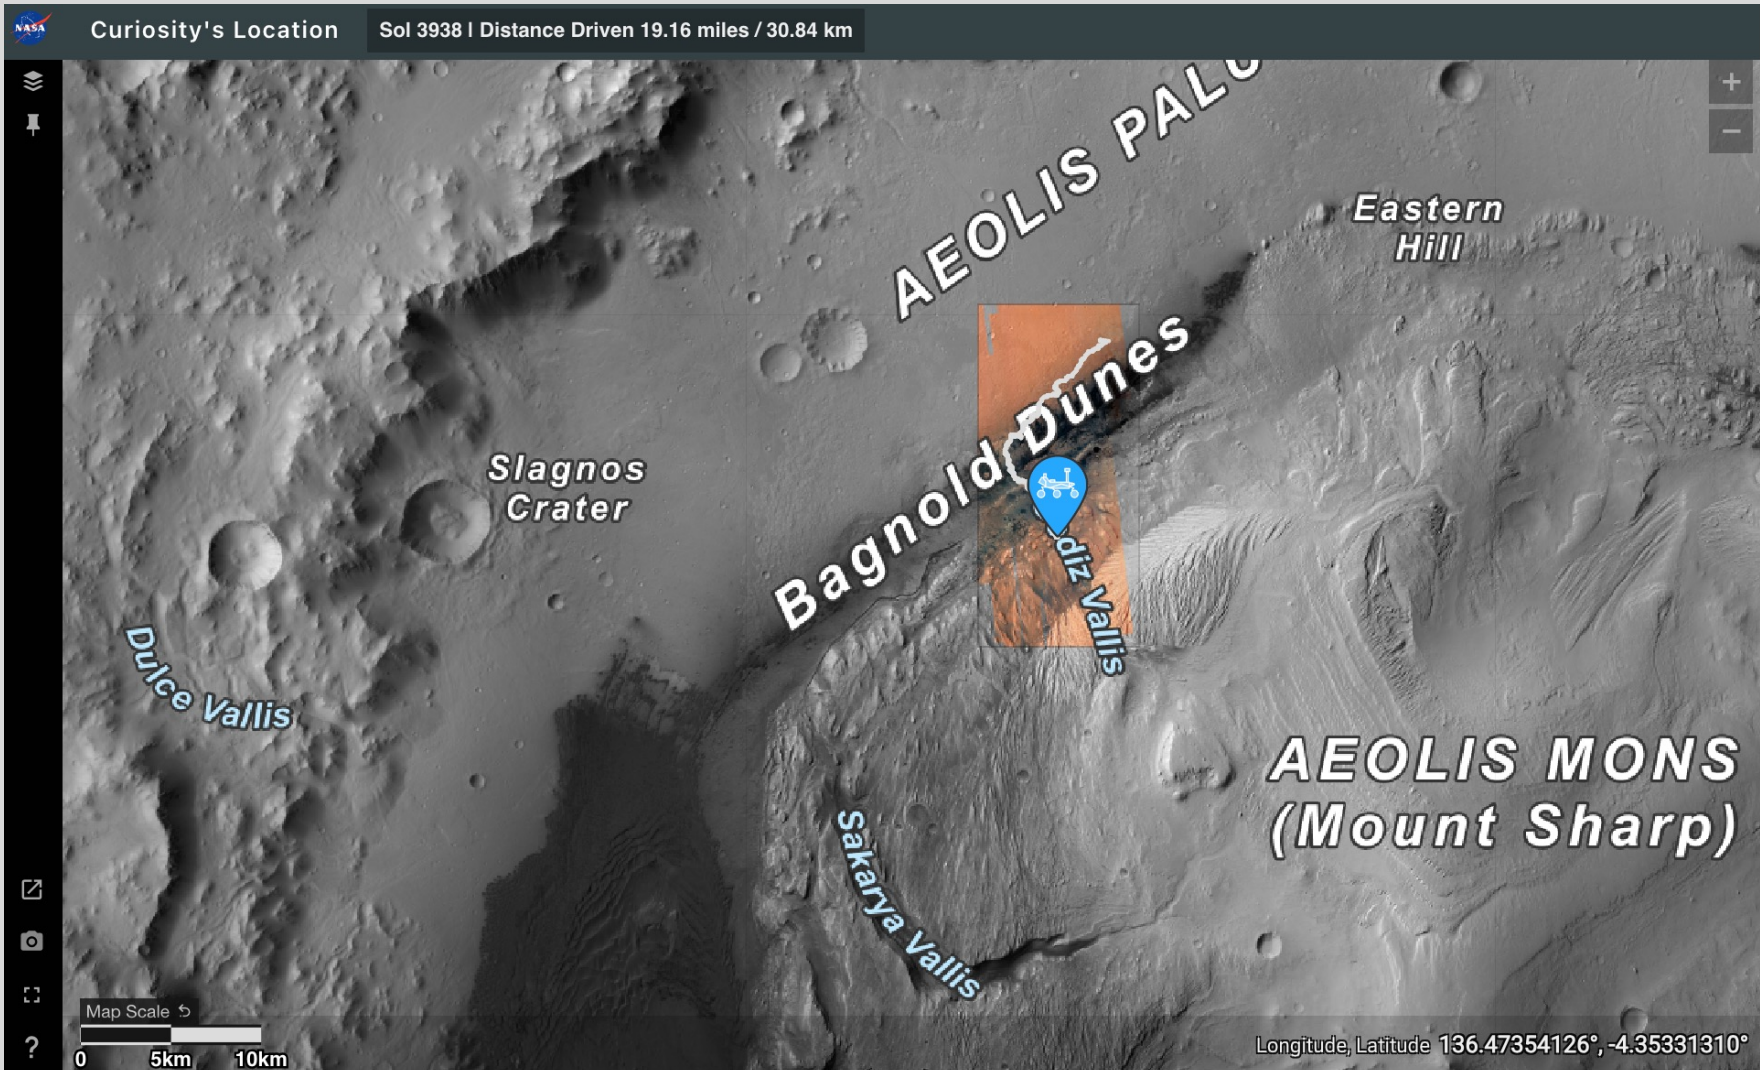 NASA
Curiosity's Location
Sol 3938 | Distance Driven 19.16 miles / 30.84 km
AEOLIS PALU
Eastern
Hill
Bagnold Dunes
Slagnos
Crater
diz Vallis
Dulce Vallis
AEOLIS MONS
(Mount Sharp)
Sakarya Vallis
Map Scale
0 5km 10km
Longitude, Latitude 136.47354126°, -4.35331310°